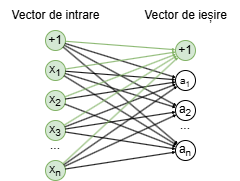 Vector de intrare
Vector de ieșire
+1
+1
x1
a1
x2
a2
x3
...
...
an
xn